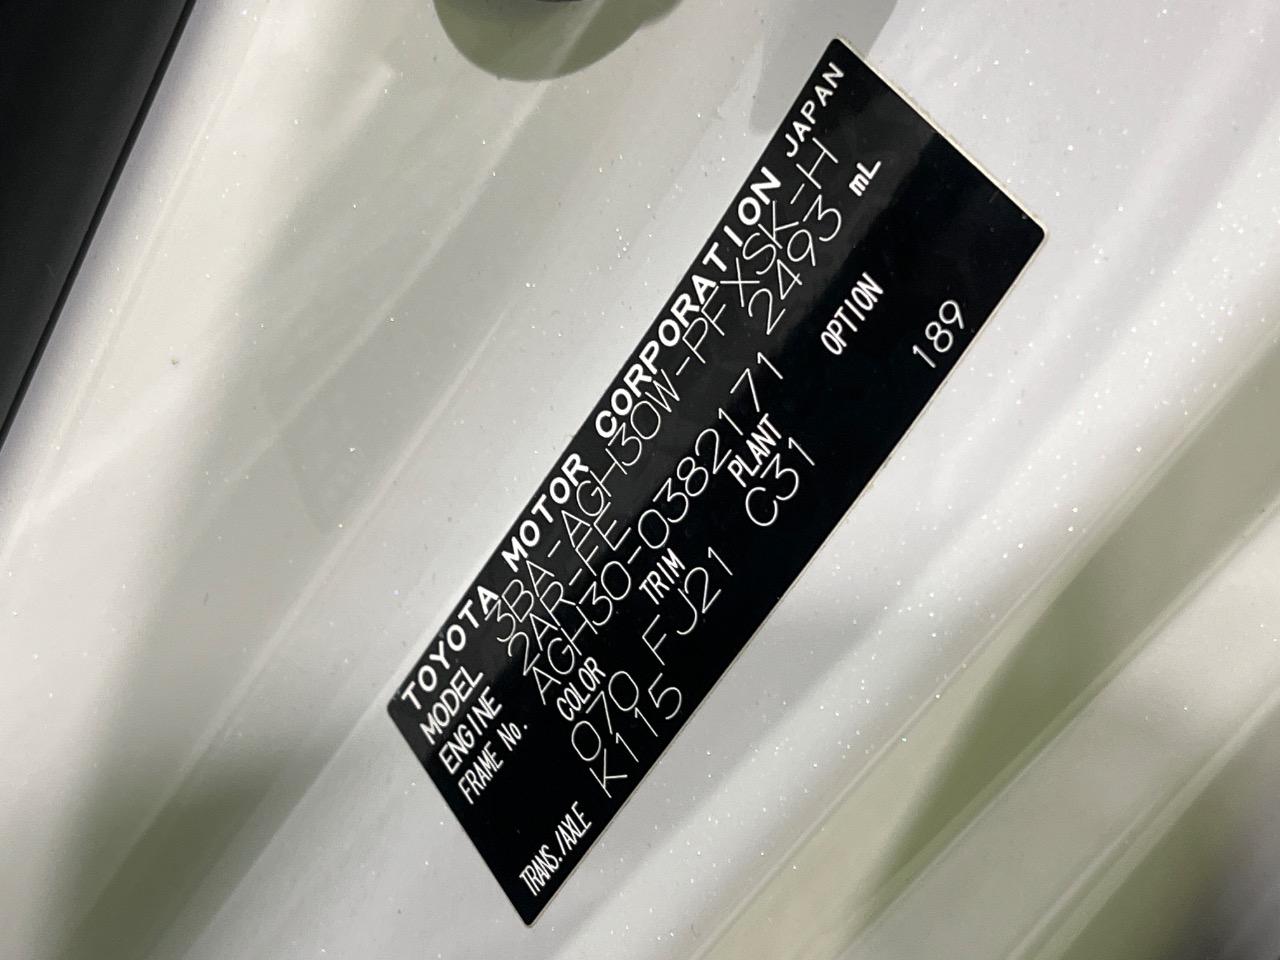 TOYOTA MOTOR CORPORATION JAPAN
MODEL 3BA-AGH30W-PFXSK-H
ENGINE 2AR-FE 2493 mL
FRAME No. AGH30-0382171
COLOR TRIM PLANT OPTION
070 FJ21 C31 189
TRANS./AXLE K115